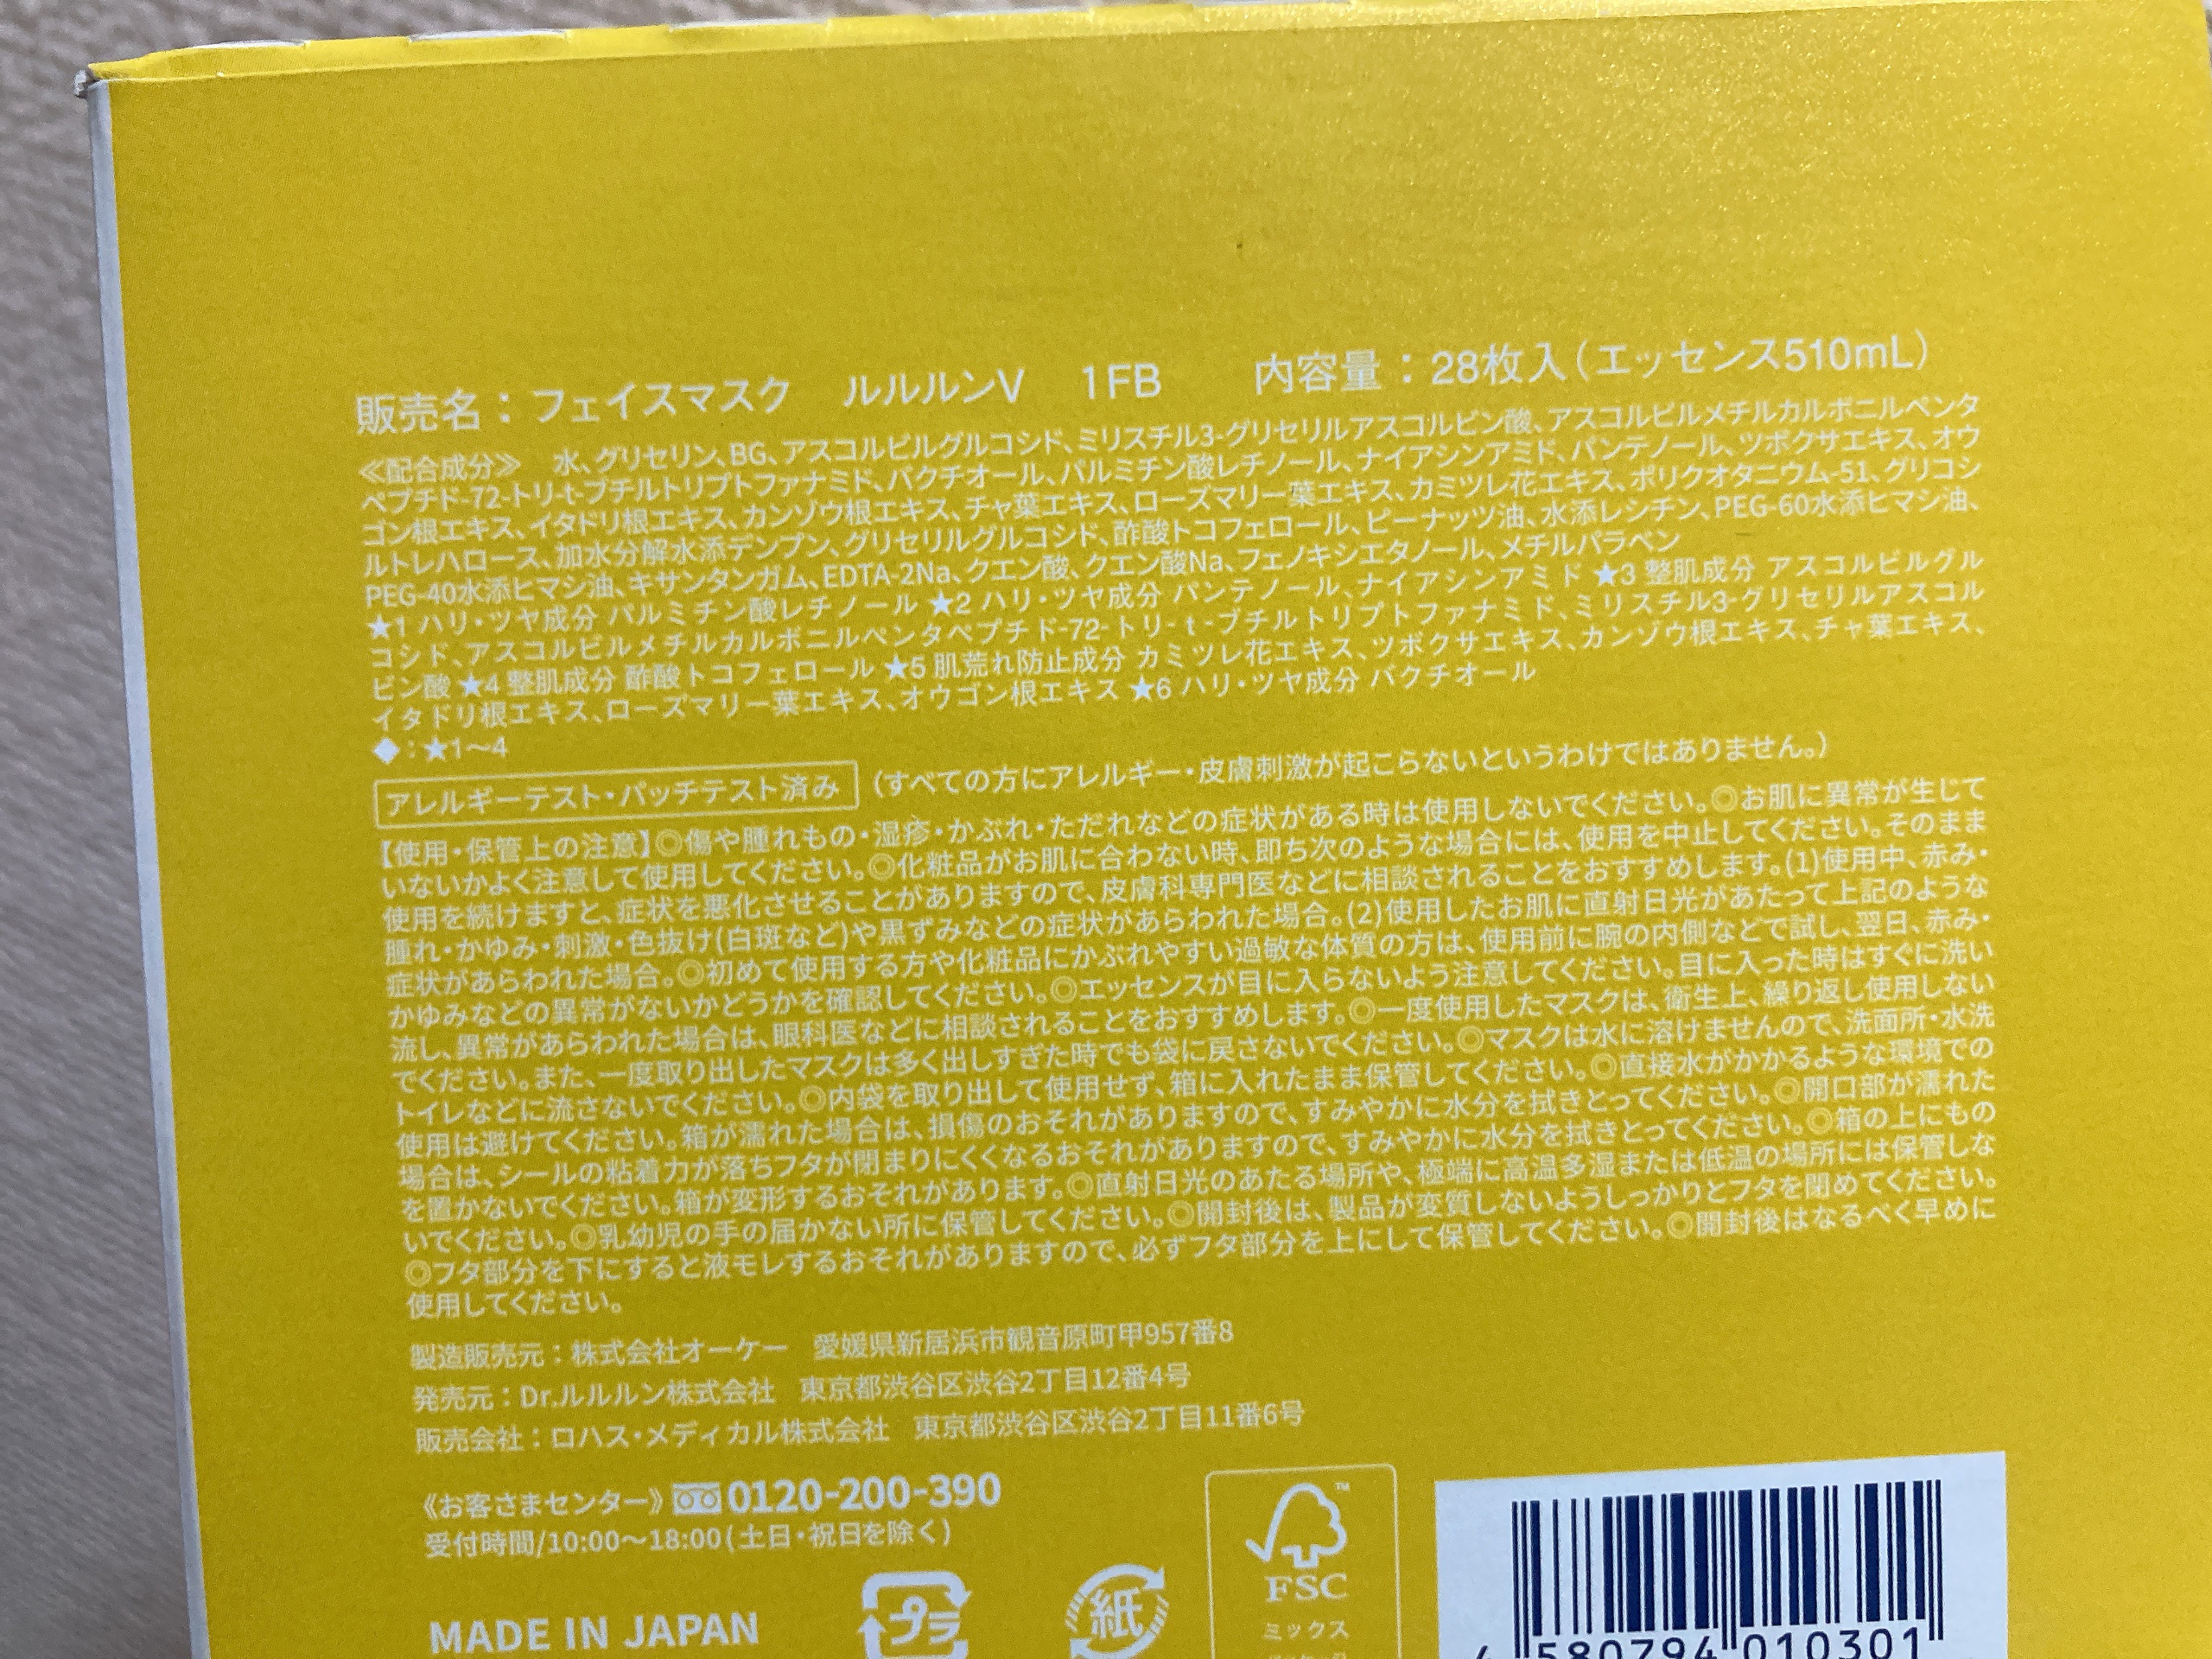 販売名：フェイスマスク　ルルルンV　1FB　内容量：28枚入（エッセンス510mL）
≪配合成分≫　水、グリセリン、BG、アスコルビルグルコシド、ミリスチル3-グリセリルアスコルビン酸、アスコルビルメチルカルボニルペンタ
ペプチド-72-トリ-t-ブチルトリプトファナミド、バクチオール、パルミチン酸レチノール、ナイアシンアミド、パンテノール、ツボクサエキス、オウ
ゴン根エキス、イタドリ根エキス、カンゾウ根エキス、チャ葉エキス、ローズマリー葉エキス、カミツレ花エキス、ポリクオタニウム-51、グリコシ
ルトレハロース、加水分解水添デンプン、グリセリルグルコシド、酢酸トコフェロール、ピーナッツ油、水添レシチン、PEG-60水添ヒマシ油、
PEG-40水添ヒマシ油、キサンタンガム、EDTA-2Na、クエン酸、クエン酸Na、フェノキシエタノール、メチルパラベン
★1 ハリ・ツヤ成分 パルミチン酸レチノール ★2 ハリ・ツヤ成分 パンテノール、ナイアシンアミド ★3 整肌成分 アスコルビルグル
コシド、アスコルビルメチルカルボニルペンタペプチド-72-トリ-t-ブチルトリプトファナミド、ミリスチル3-グリセリルアスコル
ビン酸 ★4 整肌成分 酢酸トコフェロール ★5 肌荒れ防止成分 カミツレ花エキス、ツボクサエキス、カンゾウ根エキス、チャ葉エキス、
イタドリ根エキス、ローズマリー葉エキス、オウゴン根エキス ★6 ハリ・ツヤ成分 バクチオール
◆：★1～4
アレルギーテスト・パッチテスト済み（すべての方にアレルギー・皮膚刺激が起こらないというわけではありません。）
【使用・保管上の注意】◎傷や腫れもの・湿疹・かぶれ・ただれなどの症状がある時は使用しないでください。◎お肌に異常が生じて
いないかよく注意して使用してください。◎化粧品がお肌に合わない時、即ち次のような場合には、使用を中止してください。そのまま
使用を続けますと、症状を悪化させることがありますので、皮膚科専門医などに相談されることをおすすめします。(1)使用中、赤み・
腫れ・かゆみ・刺激・色抜け(白斑など)や黒ずみなどの症状があらわれた場合。(2)使用したお肌に直射日光があたって上記のような
症状があらわれた場合。◎初めて使用する方や化粧品にかぶれやすい過敏な体質の方は、使用前に腕の内側などで試し、翌日、赤み・
かゆみなどの異常がないかどうかを確認してください。◎エッセンスが目に入らないよう注意してください。目に入った時はすぐに洗い
流し、異常があらわれた場合は、眼科医などに相談されることをおすすめします。◎一度使用したマスクは、衛生上、繰り返し使用しない
でください。また、一度取り出したマスクは多く出しすぎた時でも袋に戻さないでください。◎マスクは水に溶けませんので、洗面所・水洗
トイレなどに流さないでください。◎内袋を取り出して使用せず、箱に入れたまま保管してください。◎直接水がかかるような環境での
使用は避けてください。箱が濡れた場合は、損傷のおそれがありますので、すみやかに水分を拭きとってください。◎開口部が濡れた
場合は、シールの粘着力が落ちフタが閉まりにくくなるおそれがありますので、すみやかに水分を拭きとってください。◎箱の上にもの
を置かないでください。箱が変形するおそれがあります。◎直射日光のあたる場所や、極端に高温多湿または低温の場所には保管しな
いでください。◎乳幼児の手の届かない所に保管してください。◎開封後は、製品が変質しないようしっかりとフタを閉めてください。
◎フタ部分を下にすると液モレするおそれがありますので、必ずフタ部分を上にして保管してください。◎開封後はなるべく早めに
使用してください。
製造販売元：株式会社オーケー　愛媛県新居浜市観音原町甲957番8
発売元：Dr.ルルルン株式会社　東京都渋谷区渋谷2丁目12番4号
販売会社：ロハス・メディカル株式会社　東京都渋谷区渋谷2丁目11番6号
《お客さまセンター》0120-200-390
受付時間/10:00～18:00(土日・祝日を除く)
MADE IN JAPAN
プラ
紙
FSC™
ミックス
4 580794 010301